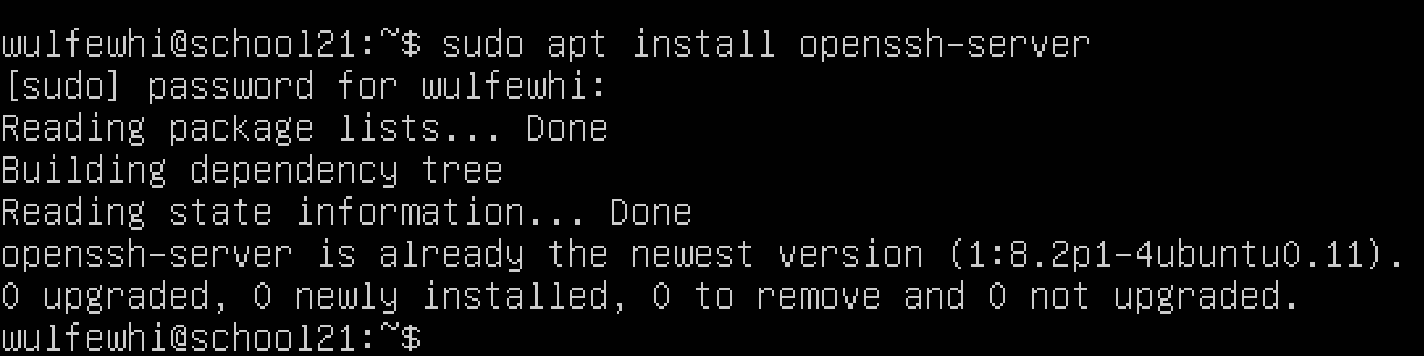 wulfewhi@school21:~$ sudo apt install openssh-server
[sudo] password for wulfewhi:
Reading package lists... Done
Building dependency tree
Reading state information... Done
openssh-server is already the newest version (1:8.2p1-4ubuntu0.11).
0 upgraded, 0 newly installed, 0 to remove and 0 not upgraded.
wulfewhi@school21:~$